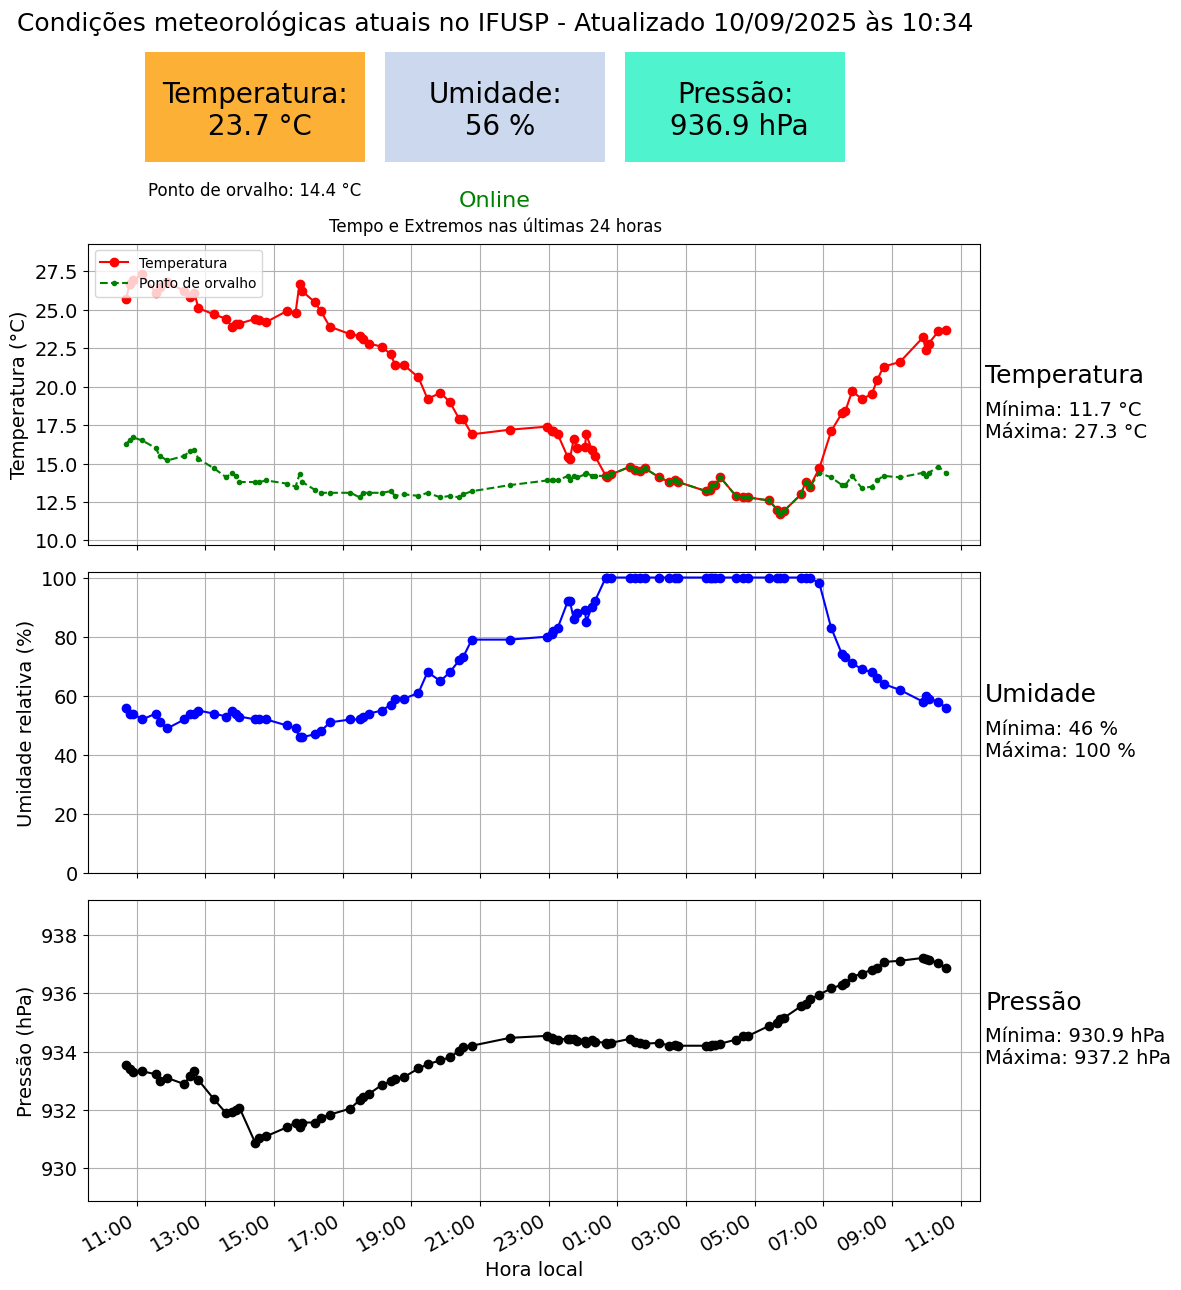 Condições meteorológicas atuais no IFUSP - Atualizado 10/09/2025 às 10:34
Temperatura:
23.7 °C
Umidade:
56 %
Pressão:
936.9 hPa
Ponto de orvalho: 14.4 °C
Online
Tempo e Extremos nas últimas 24 horas
Temperatura
Ponto de orvalho
Temperatura (°C)
27.5
25.0
22.5
20.0
17.5
15.0
12.5
10.0
Temperatura
Mínima: 11.7 °C
Máxima: 27.3 °C
Umidade relativa (%)
100
80
60
40
20
0
Umidade
Mínima: 46 %
Máxima: 100 %
Pressão (hPa)
938
936
934
932
930
Pressão
Mínima: 930.9 hPa
Máxima: 937.2 hPa
11:00
13:00
15:00
17:00
19:00
21:00
23:00
01:00
03:00
05:00
07:00
09:00
11:00
Hora local